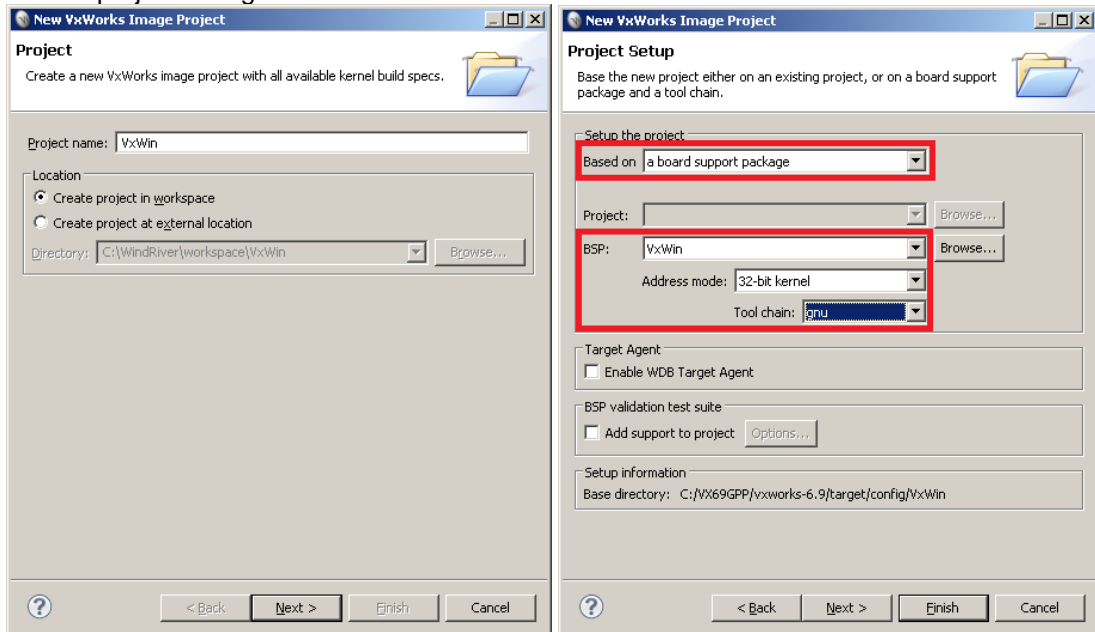 New VxWorks Image Project
Project
Create a new VxWorks image project with all available kernel build specs.
Project name: VxWin
Location
Create project in workspace
Create project at external location
Directory: C:\WindRiver\workspace\VxWin Browse...
< Back Next > Finish Cancel
New VxWorks Image Project
Project Setup
Base the new project either on an existing project, or on a board support
package and a tool chain.
Setup the project
Based on a board support package
Project: Browse...
BSP: VxWin Browse...
Address mode: 32-bit kernel
Tool chain: gnu
Target Agent
Enable WDB Target Agent
BSP validation test suite
Add support to project Options...
Setup information
Base directory: C:/VX69GPP/vxworks-6.9/target/config/VxWin
< Back Next > Finish Cancel